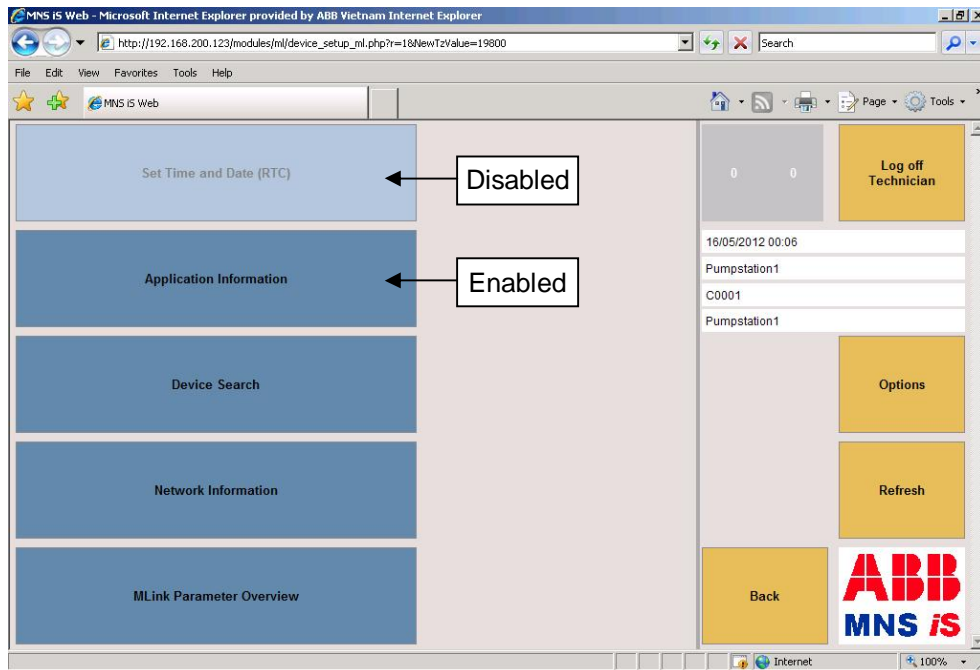 MNS iS Web - Microsoft Internet Explorer provided by ABB Vietnam Internet Explorer
http://192.168.200.123/modules/ml/device_setup_ml.php?r=1&NewTzValue=19800
Search
File Edit View Favorites Tools Help
MNS iS Web
Page Tools
Set Time and Date (RTC)
Disabled
0 0
Log off
Technician
16/05/2012 00:06
Application Information
Enabled
Pumpstation1
C0001
Pumpstation1
Device Search
Options
Network Information
Refresh
MLink Parameter Overview
Back
ABB
MNS iS
Internet
100%